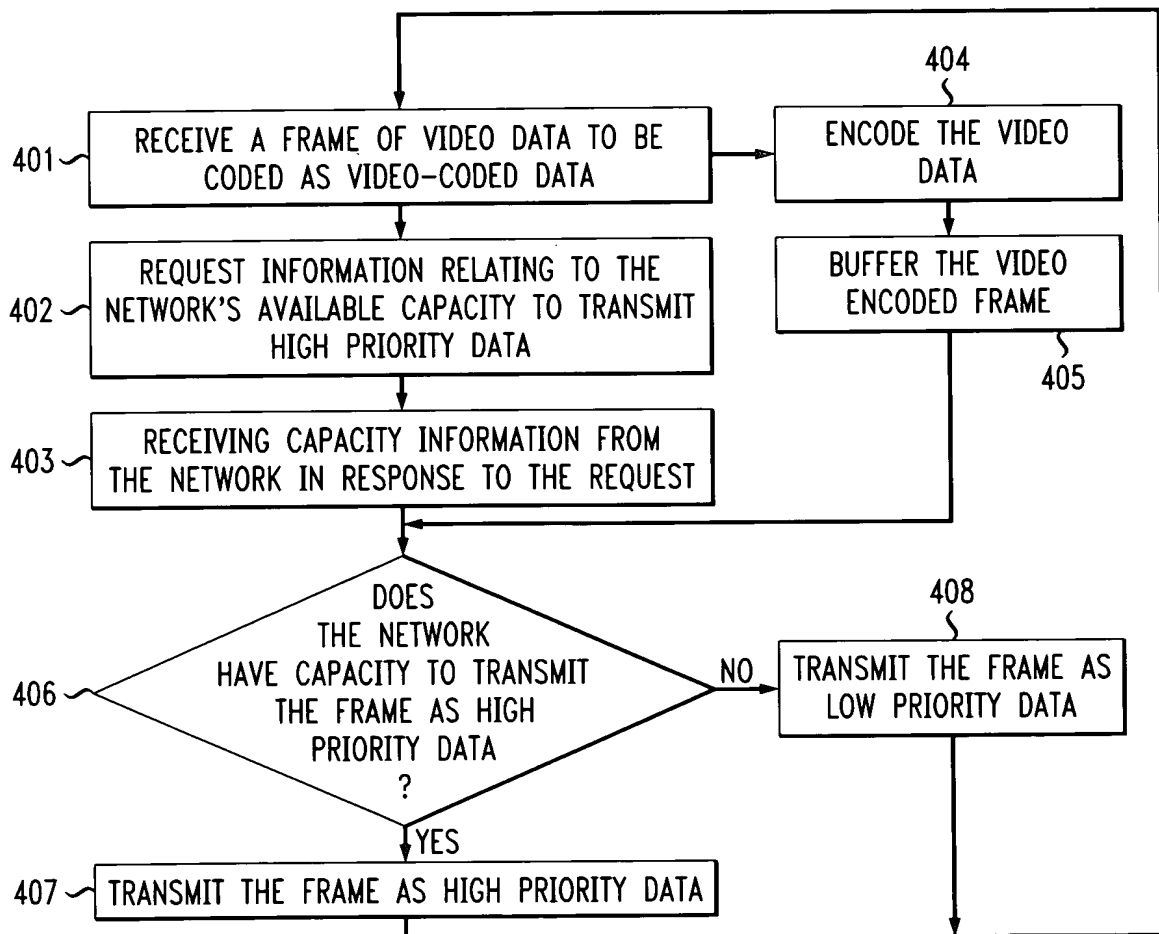 404
401
RECEIVE A FRAME OF VIDEO DATA TO BE
CODED AS VIDEO-CODED DATA
ENCODE THE VIDEO
DATA
402
REQUEST INFORMATION RELATING TO THE
NETWORK'S AVAILABLE CAPACITY TO TRANSMIT
HIGH PRIORITY DATA
BUFFER THE VIDEO
ENCODED FRAME
405
403
RECEIVING CAPACITY INFORMATION FROM
THE NETWORK IN RESPONSE TO THE REQUEST
406
DOES
THE NETWORK
HAVE CAPACITY TO TRANSMIT
THE FRAME AS HIGH
PRIORITY DATA
?
NO
408
TRANSMIT THE FRAME AS
LOW PRIORITY DATA
YES
407
TRANSMIT THE FRAME AS HIGH PRIORITY DATA